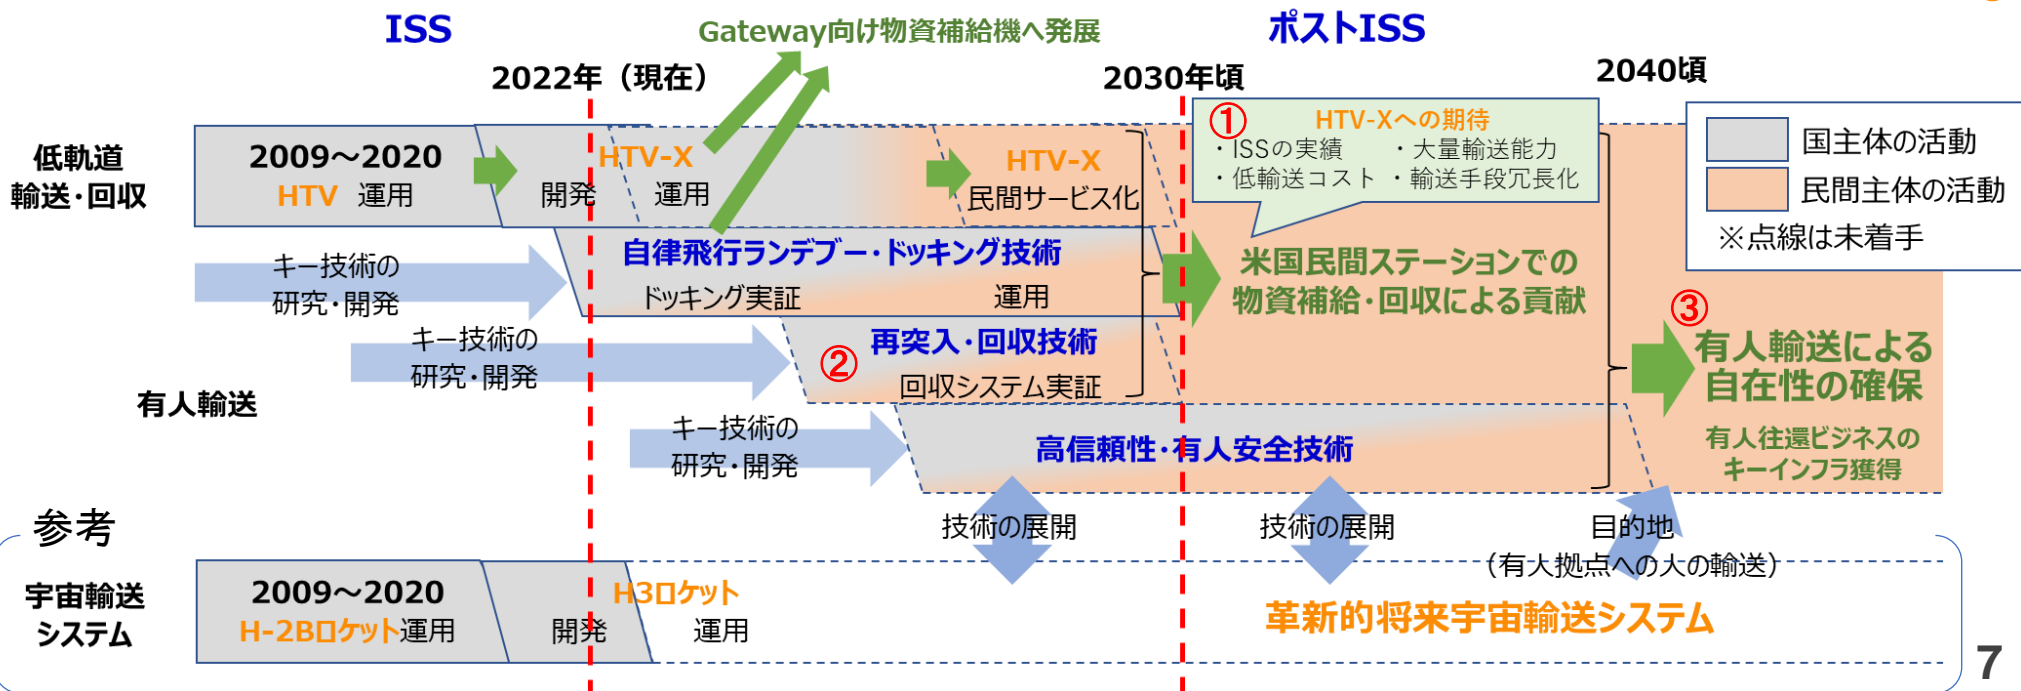 ISS
Gateway向け物資補給機へ発展
ポストISS
2022年（現在）
2030年頃
2040頃
低軌道
輸送・回収
2009～2020
HTV 運用
開発
HTV-X
運用
HTV-X
民間サービス化
①
HTV-Xへの期待
・ISSの実績 ・大量輸送能力
・低輸送コスト ・輸送手段冗長化
国主体の活動
民間主体の活動
※点線は未着手
キー技術の
研究・開発
自律飛行ランデブー・ドッキング技術
ドッキング実証 運用
米国民間ステーションでの
物資補給・回収による貢献
有人輸送
キー技術の
研究・開発
②
再突入・回収技術
回収システム実証
③
有人輸送による
自在性の確保
有人往還ビジネスの
キーインフラ獲得
キー技術の
研究・開発
高信頼性・有人安全技術
技術の展開
技術の展開
目的地
（有人拠点への人の輸送）
参考
宇宙輸送
システム
2009～2020
H-2Bロケット運用
開発
H3ロケット
運用
革新的将来宇宙輸送システム
7